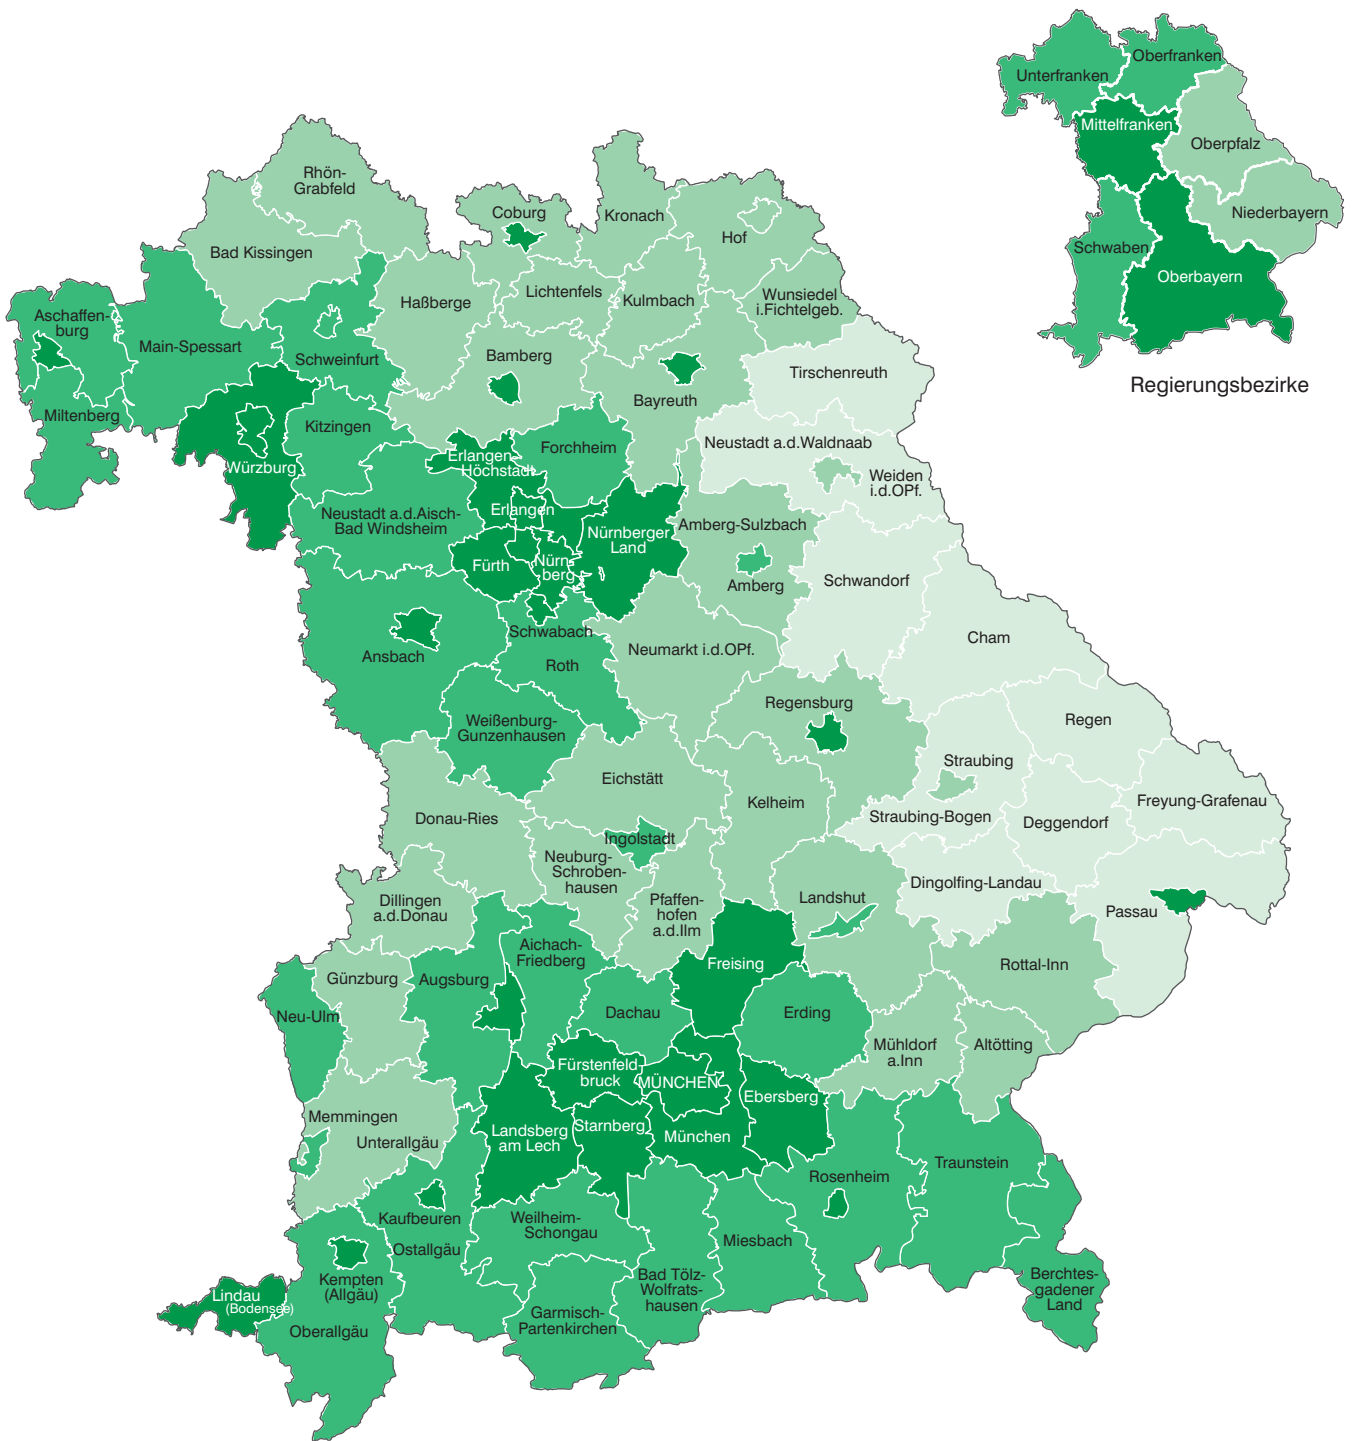 Oberfranken
Unterfranken
Mittelfranken
Oberpfalz
Niederbayern
Schwaben
Oberbayern
Regierungsbezirke
Rhön-
Grabfeld
Coburg
Kronach
Hof
Bad Kissingen
Lichtenfels
Kulmbach
Haßberge
Wunsiedel
i.Fichtelgeb.
Aschaffen-
burg
Main-Spessart
Schweinfurt
Bamberg
Tirschenreuth
Bayreuth
Miltenberg
Kitzingen
Forchheim
Neustadt a.d.Waldnaab
Erlangen-
Höchstadt
Würzburg
Weiden
i.d.OPf.
Neustadt a.d.Aisch-
Bad Windsheim
Erlangen
Nürnberger
Land
Amberg-Sulzbach
Fürth
Nürn-
berg
Amberg
Schwandorf
Schwabach
Cham
Ansbach
Roth
Neumarkt i.d.OPf.
Regensburg
Weißenburg-
Gunzenhausen
Regen
Straubing
Eichstätt
Kelheim
Freyung-Grafenau
Donau-Ries
Straubing-Bogen
Deggendorf
Ingolstadt
Neuburg-
Schroben-
hausen
Dingolfing-Landau
Dillingen
a.d.Donau
Pfaffen-
hofen
a.d.Ilm
Landshut
Passau
Aichach-
Friedberg
Freising
Rottal-Inn
Günzburg
Augsburg
Neu-Ulm
Dachau
Erding
Mühldorf
a.Inn
Altötting
Fürstenfeld-
bruck
MÜNCHEN
Ebersberg
Memmingen
Unterallgäu
Landsberg
am Lech
Starnberg
München
Traunstein
Rosenheim
Kaufbeuren
Weilheim-
Schongau
Ostallgäu
Miesbach
Kempten
(Allgäu)
Bad Tölz-
Wolfrats-
hausen
Berchtes-
gadener
Land
Lindau
(Bodensee)
Garmisch-
Partenkirchen
Oberallgäu